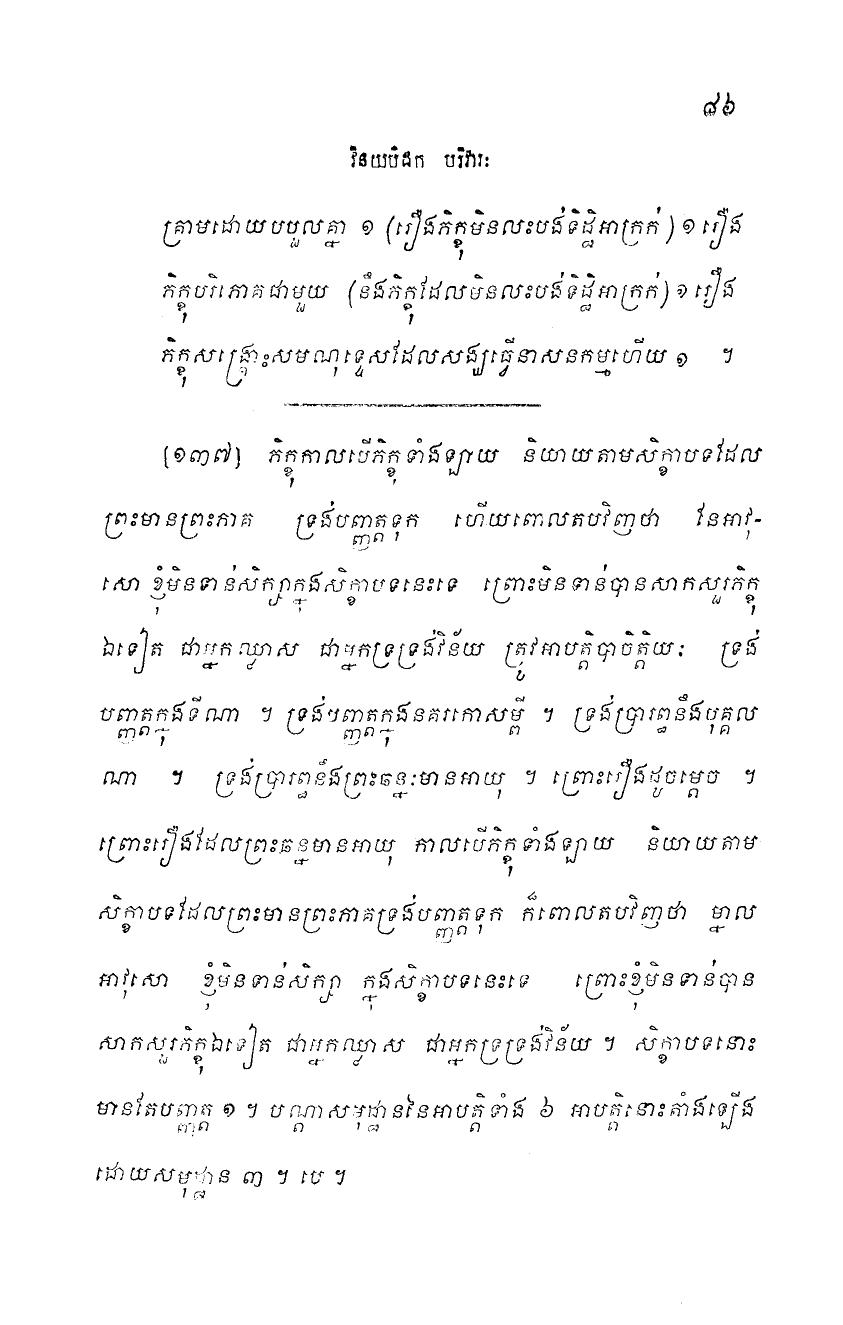 ៨៦
វិនយបិដក បរិវារៈ
គ្រាមដោយបបួលគ្នា ១ (រឿងភិក្ខុមិនលះបង់ទិដ្ឋិអាក្រក់) ១ រឿង
ភិក្ខុបរិភោគជាមួយ (នឹងភិក្ខុដែលមិនលះបង់ទិដ្ឋិអាក្រក់) ១ រឿង
ភិក្ខុសង្គ្រោះសមណុទ្ទេសដែលសង្ឃធ្វើនាសនកម្មហើយ ១ ។
[១៣៧] ភិក្ខុកាលបើភិក្ខុទាំងឡាយ និយាយតាមសិក្ខាបទដែល
ព្រះមានព្រះភាគ ទ្រង់បញ្ញត្តទុក ហើយពោលតបវិញថា នែអាវុ-
សោ ខ្ញុំមិនទាន់សិក្សាក្នុងសិក្ខាបទនេះទេ ព្រោះមិនទាន់បានសាកសួរភិក្ខុ
ឯទៀត ជាអ្នកឈ្លាស ជាអ្នកទ្រទ្រង់វិន័យ ត្រូវអាបត្តិបាចិត្តិយៈ ទ្រង់
បញ្ញត្តក្នុងទីណា ។ ទ្រង់បញ្ញត្តក្នុងនគរកោសម្ពី ។ ទ្រង់ប្រារព្ធនឹងបុគ្គល
ណា ។ ទ្រង់ប្រារព្ធនឹងព្រះឆន្នៈមានអាយុ ។ ព្រោះរឿងដូចម្តេច ។
ព្រោះរឿងដែលព្រះឆន្នមានអាយុ កាលបើភិក្ខុទាំងឡាយ និយាយតាម
សិក្ខាបទដែលព្រះមានព្រះភាគទ្រង់បញ្ញត្តទុក ក៏ពោលតបវិញថា ម្នាល
អាវុសោ ខ្ញុំមិនទាន់សិក្សា ក្នុងសិក្ខាបទនេះទេ ព្រោះខ្ញុំមិនទាន់បាន
សាកសួរភិក្ខុឯទៀត ជាអ្នកឈ្លាស ជាអ្នកទ្រទ្រង់វិន័យ ។ សិក្ខាបទនោះ
មានតែបញ្ញត្ត ១ ។ បណ្តាសមុដ្ឋាននៃអាបត្តិទាំង ៦ អាបត្តិនោះតាំងឡើង
ដោយសមុដ្ឋាន ៣ ។ បេ ។